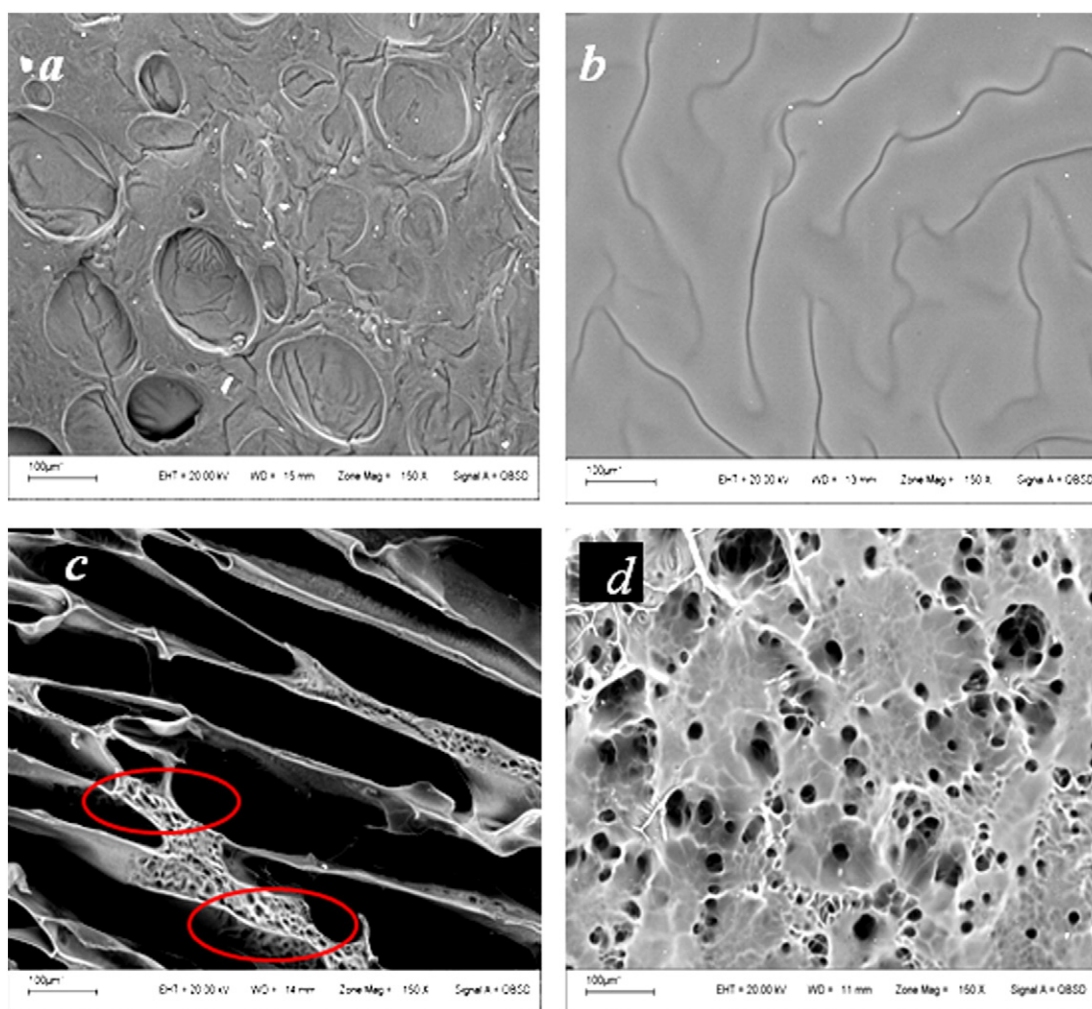 a
b
100µm EHT = 20.00 kV WD = 15 mm Zone Mag = 150 X Signal A = QBSD
100µm EHT = 20.00 kV WD = 13 mm Zone Mag = 150 X Signal A = QBSD
c
d
100µm EHT = 20.00 kV WD = 14 mm Zone Mag = 150 X Signal A = QBSD
100µm EHT = 20.00 kV WD = 11 mm Zone Mag = 150 X Signal A = QBSD